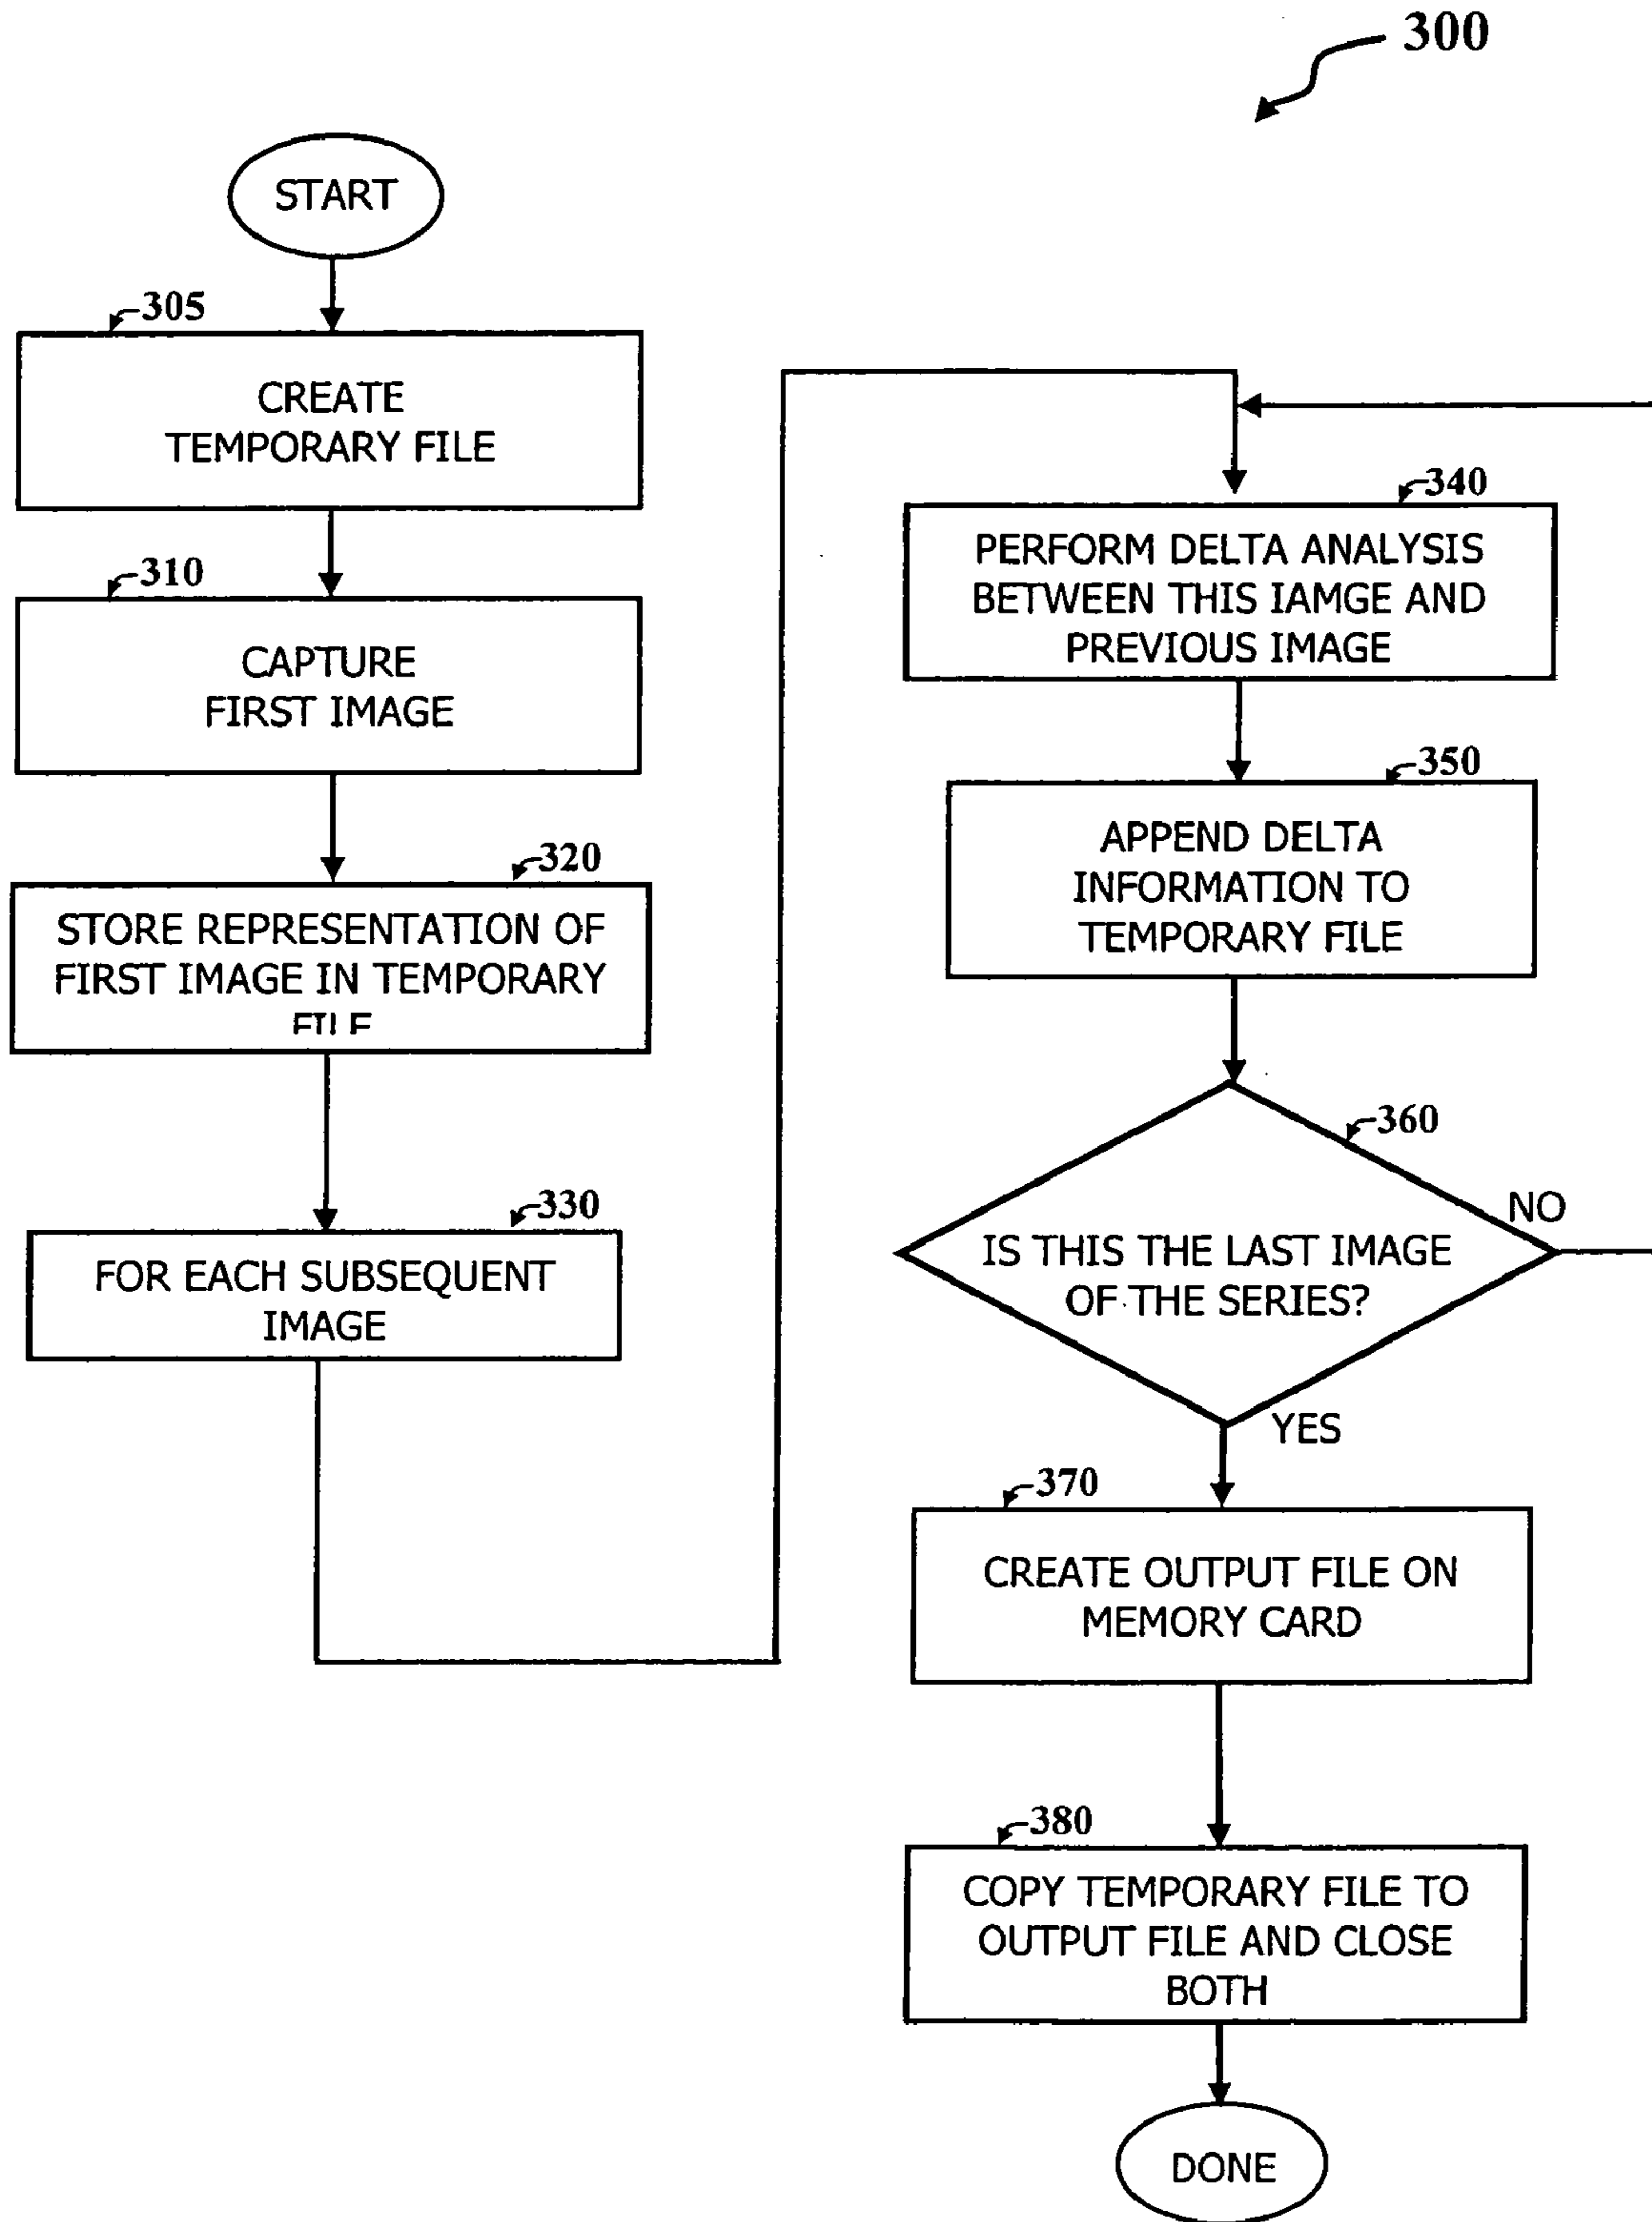 300
START
305
CREATE
TEMPORARY FILE
310
CAPTURE
FIRST IMAGE
320
STORE REPRESENTATION OF
FIRST IMAGE IN TEMPORARY
FILE
330
FOR EACH SUBSEQUENT
IMAGE
340
PERFORM DELTA ANALYSIS
BETWEEN THIS IAMGE AND
PREVIOUS IMAGE
350
APPEND DELTA
INFORMATION TO
TEMPORARY FILE
360
IS THIS THE LAST IMAGE
OF THE SERIES?
NO
YES
370
CREATE OUTPUT FILE ON
MEMORY CARD
380
COPY TEMPORARY FILE TO
OUTPUT FILE AND CLOSE
BOTH
DONE